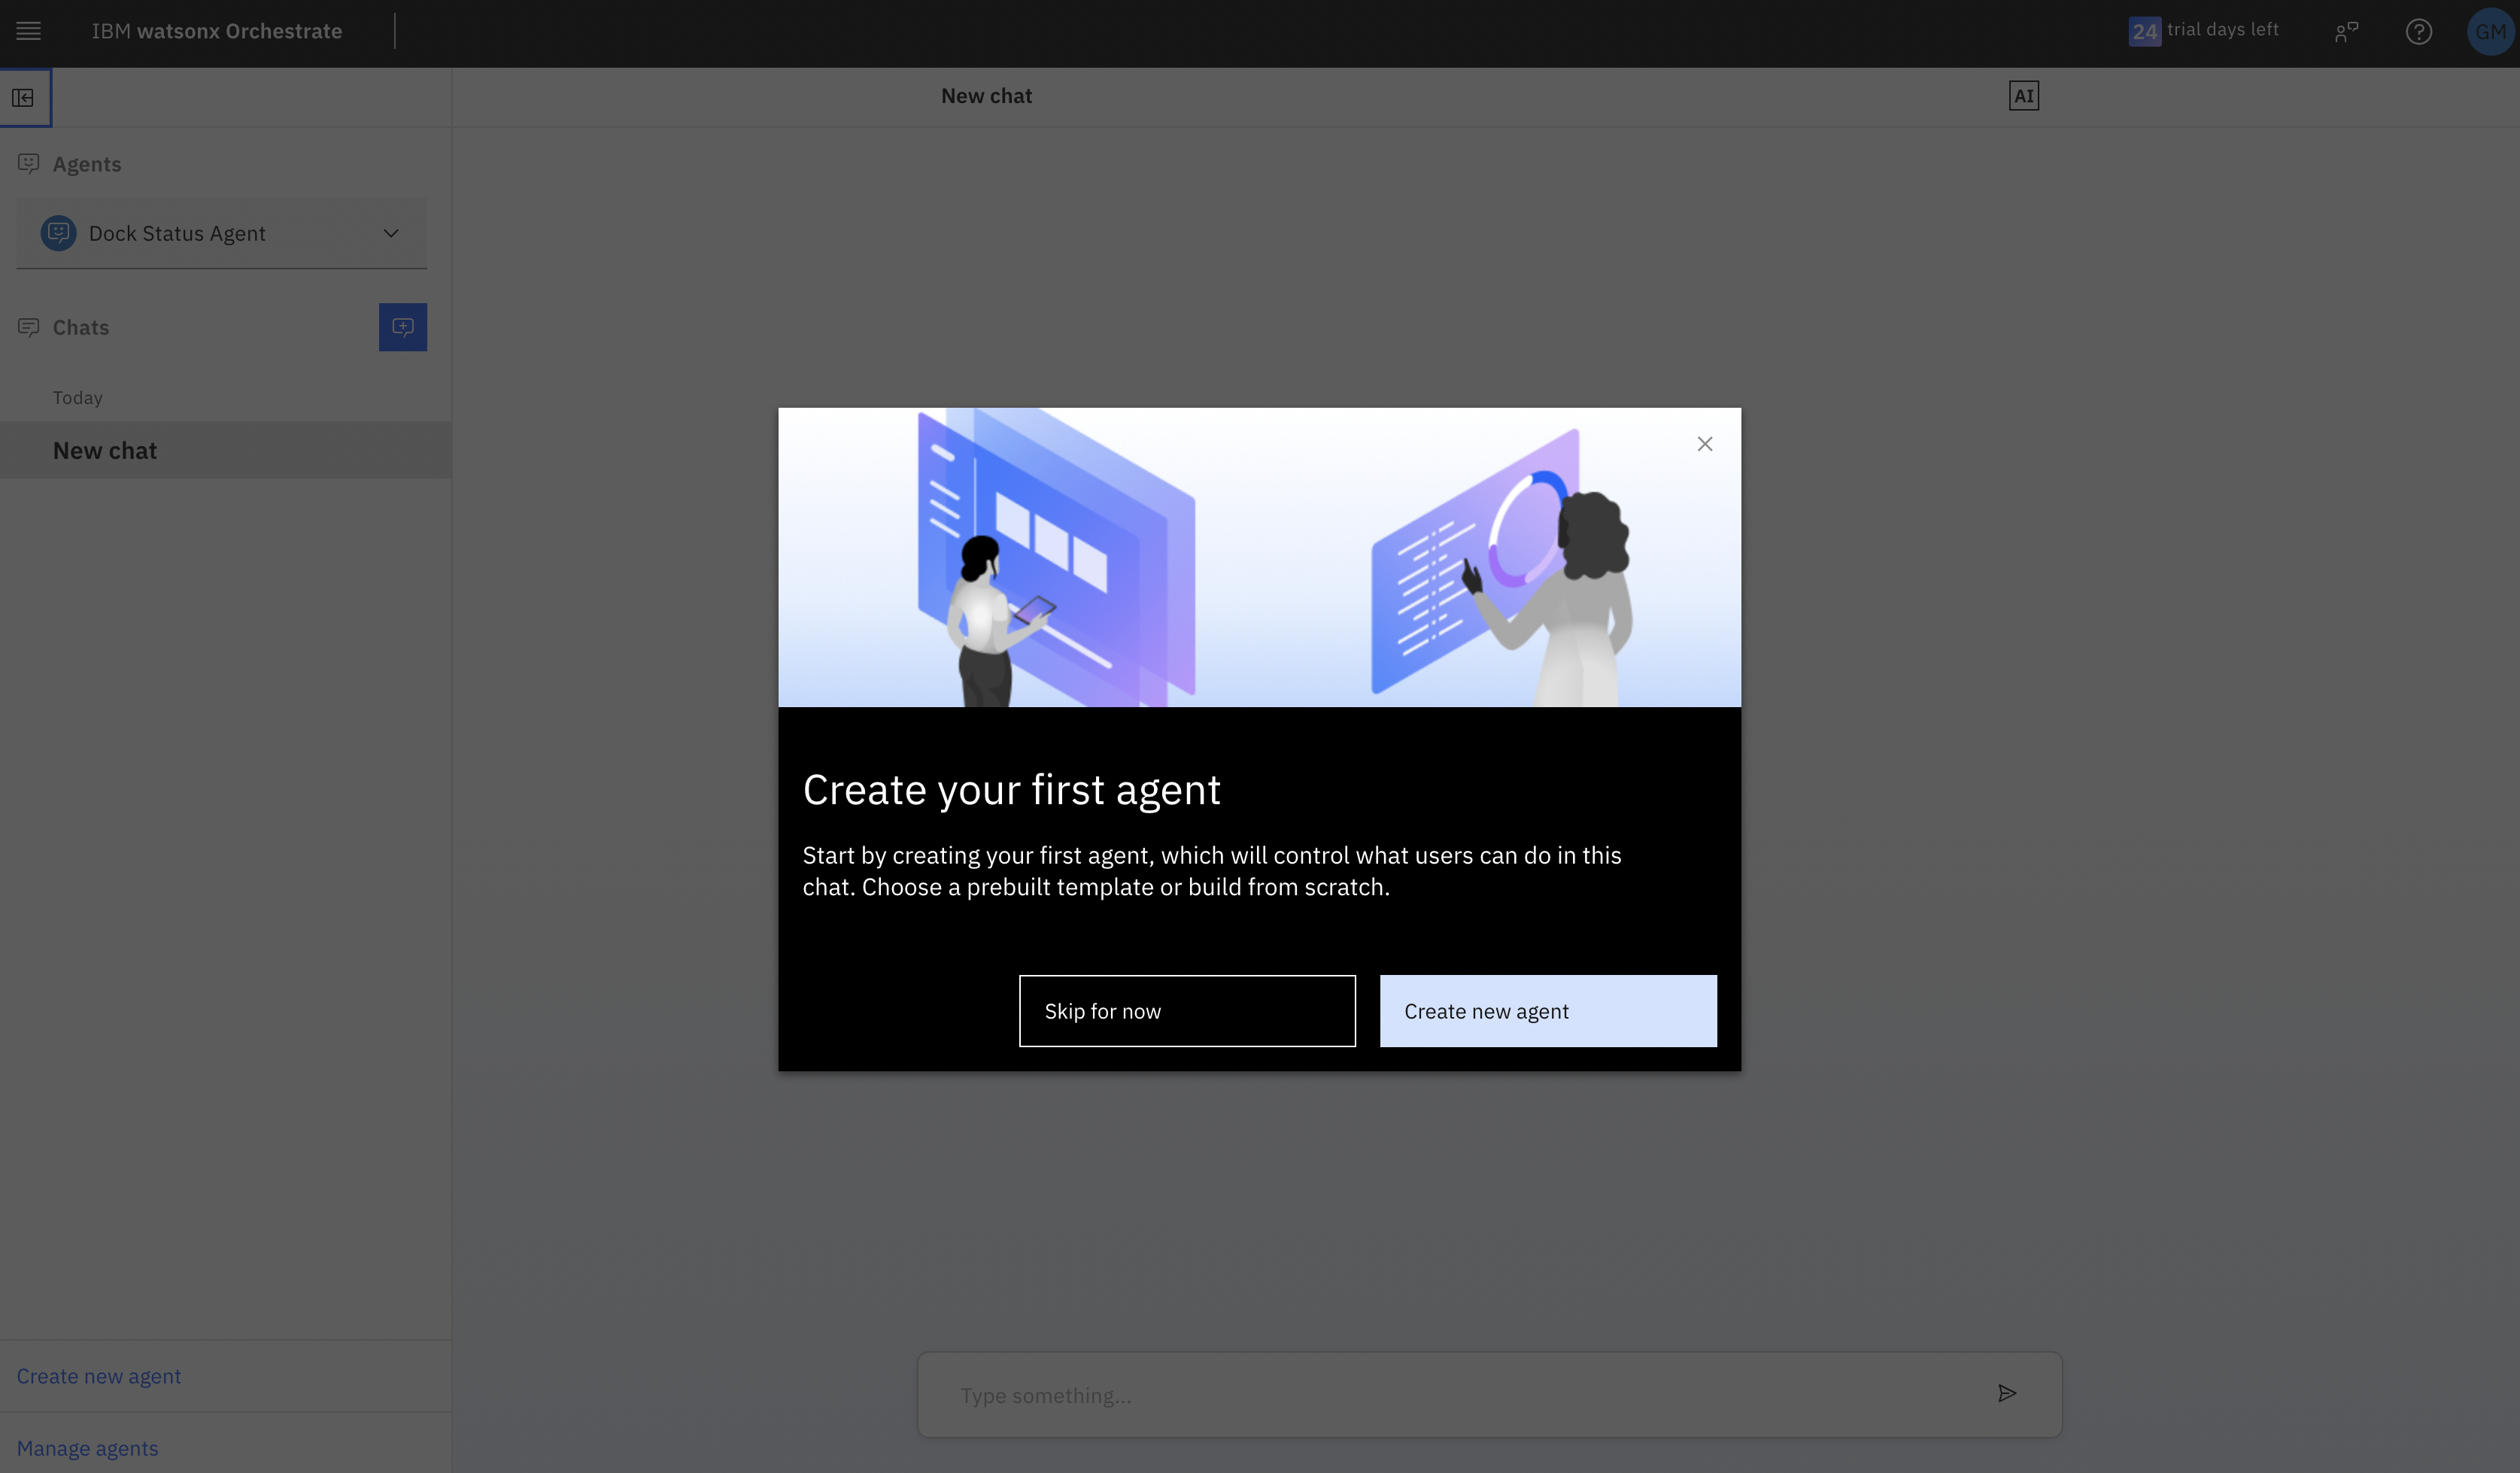 IBM watsonx Orchestrate
24 trial days left
GM
New chat
AI
Agents
Dock Status Agent
Chats
Today
New chat
Create your first agent
Start by creating your first agent, which will control what users can do in this
chat. Choose a prebuilt template or build from scratch.
Skip for now
Create new agent
Create new agent
Manage agents
Type something...